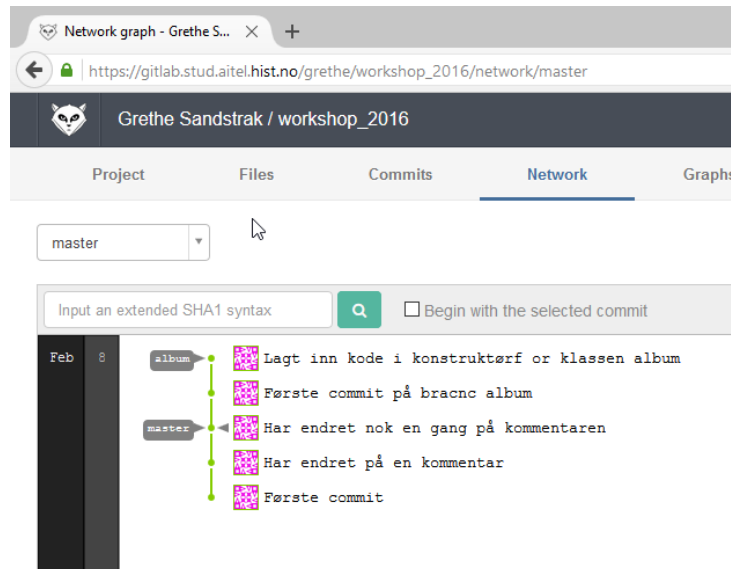 Network graph - Grethe S...
https://gitlab.stud.aitel.hist.no/grethe/workshop_2016/network/master
Grethe Sandstrak / workshop_2016
Project Files Commits Network Graphs
master
Input an extended SHA1 syntax Begin with the selected commit
Feb 8 album Lagt inn kode i konstruktørf or klassen album
Første commit på bracnc album
master Har endret nok en gang på kommentaren
Har endret på en kommentar
Første commit